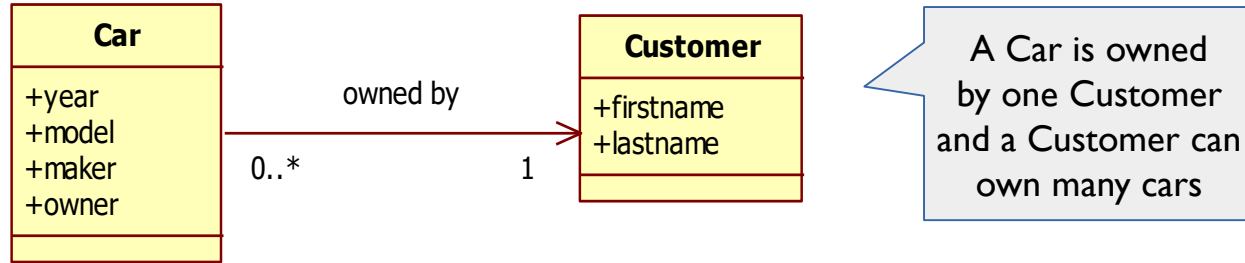 Car
+year
+model
+maker
+owner
owned by
0..*
1
Customer
+firstname
+lastname
A Car is owned
by one Customer
and a Customer can
own many cars